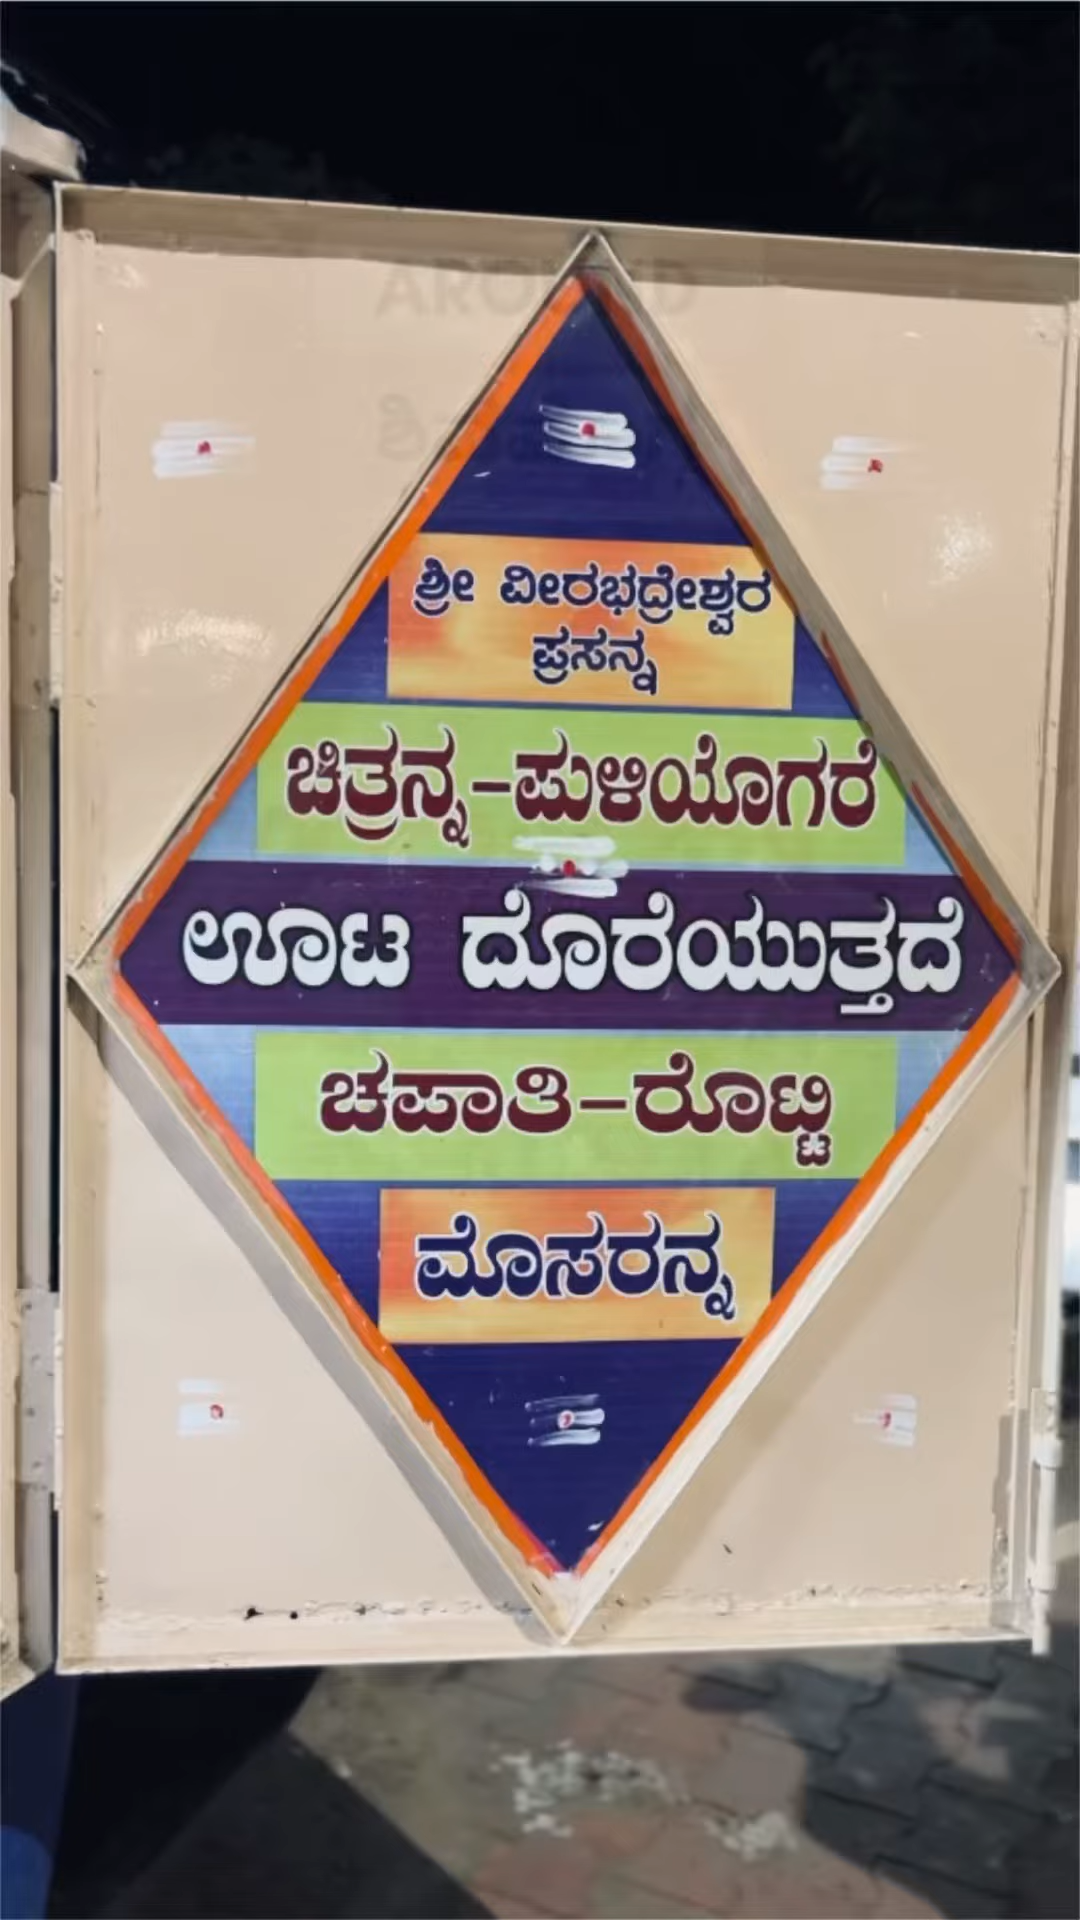 ಶ್ರೀ ವೀರಭದ್ರೇಶ್ವರ
ಪ್ರಸನ್ನ
ಚಿತ್ರನ್ನ-ಪುಳಿಯೊಗರೆ
ಊಟ ದೊರೆಯುತ್ತದೆ
ಚಪಾತಿ-ರೊಟ್ಟಿ
ಮೊಸರನ್ನ